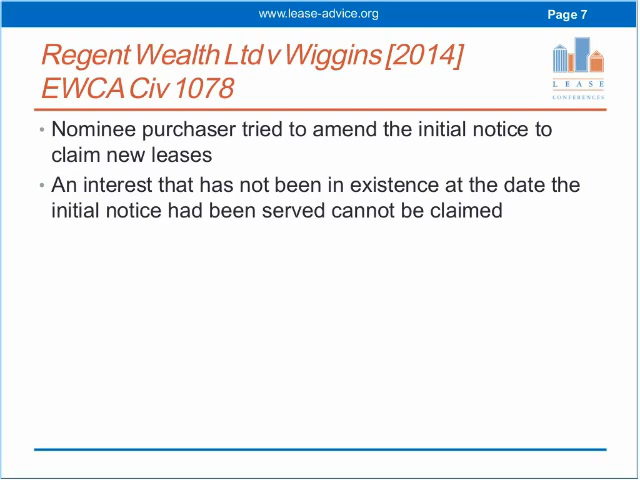 www.lease-advice.org
Page 7
Regent Wealth Ltd v Wiggins [2014]
EWCA Civ 1078
LEASE
CONFERENCES
• Nominee purchaser tried to amend the initial notice to
claim new leases
• An interest that has not been in existence at the date the
initial notice had been served cannot be claimed